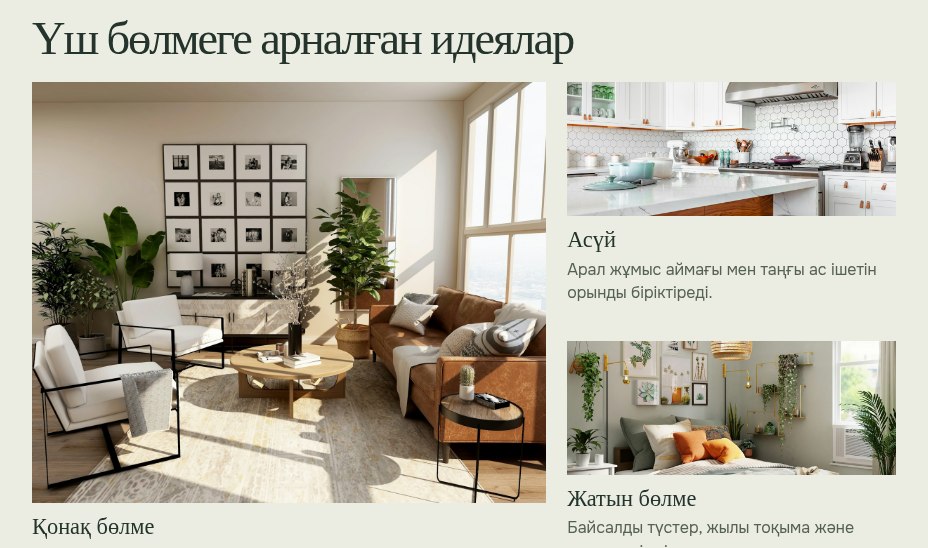 Үш бөлмеге арналған идеялар
Қонақ бөлме
Асүй
Арал жұмыс аймағы мен таңғы ас ішетін
орынды біріктіреді.
Жатын бөлме
Байсалды түстер, жылы тоқыма және